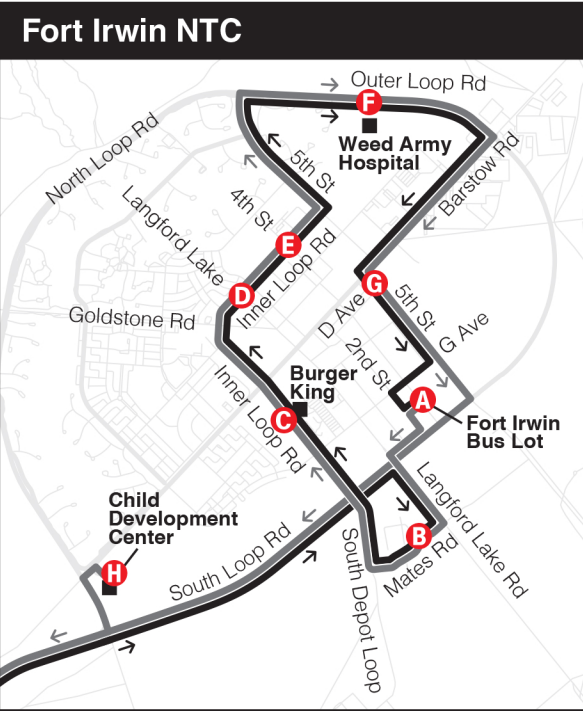 Fort Irwin NTC
Outer Loop Rd
F
Weed Army
Hospital
North Loop Rd
5th St
Barstow Rd
4th St
Langford Lake
E
Inner Loop Rd
D
G
Goldstone Rd
D Ave
5th St
G Ave
2nd St
Burger
King
A
Inner Loop Rd
C
Fort Irwin
Bus Lot
Langford Lake Rd
Child
Development
Center
B
Mates Rd
H
South Loop Rd
South Depot Loop